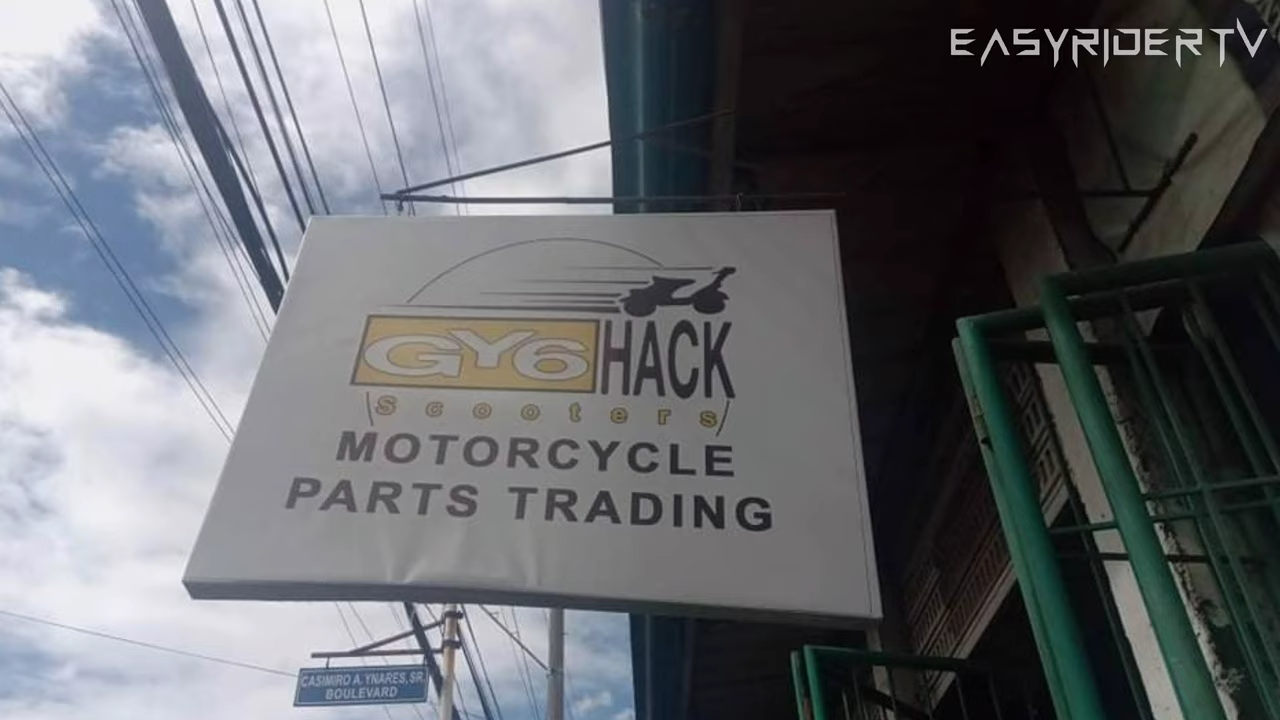 EASYRIDERTV
GY6 HACK
(Scooters)
MOTORCYCLE
PARTS TRADING
CASIMIRO A. YNARES, SR.
BOULEVARD